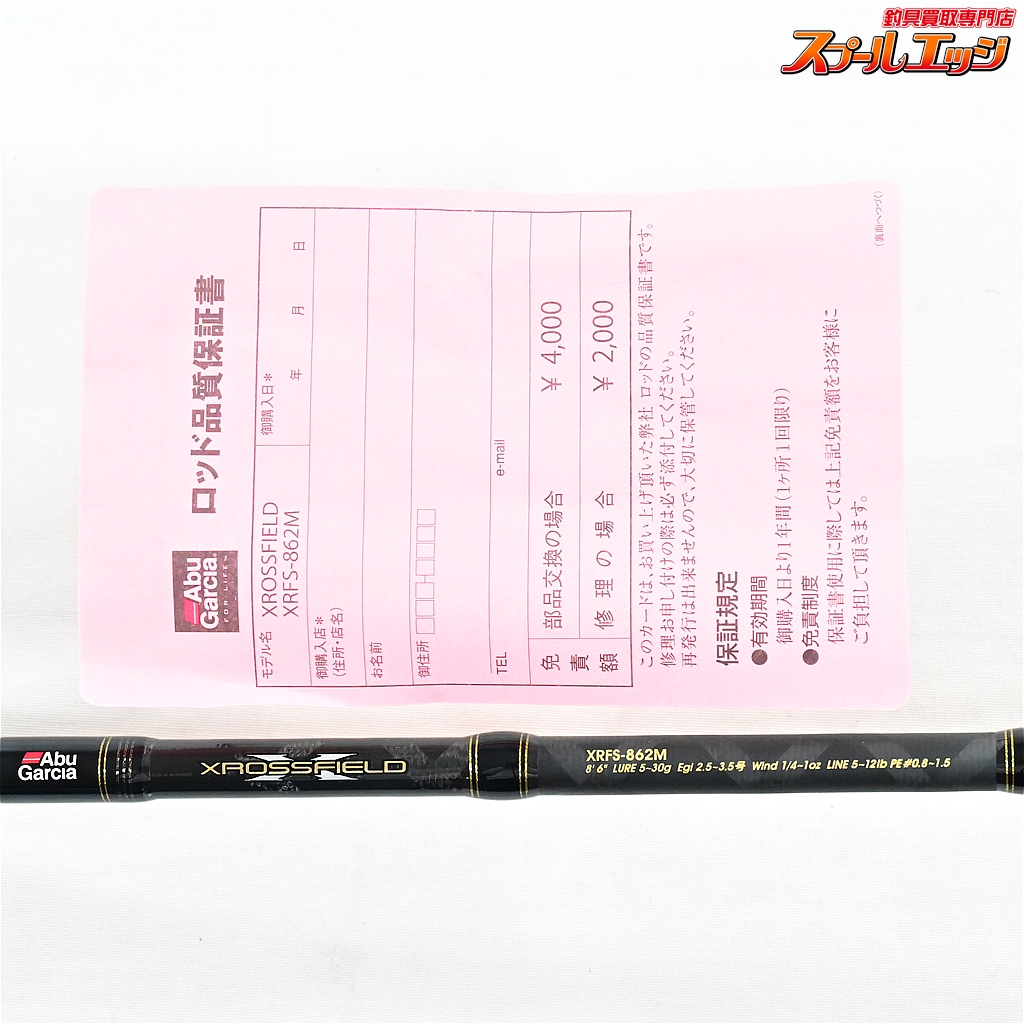 釣具買取専門店
スプールエッジ
Abu
Garcia®
FOR LIFE™
ロッド品質保証書
モデル名 XROSSFIELD
XRFS-862M
御購入日＊
年 月 日
御購入店＊
(住所・店名)
お名前
御住所 □□□-□□□□
TEL e-mail
免責額
部品交換の場合 ¥ 4,000
修理の場合 ¥ 2,000
このカードは、お買い上げ頂いた弊社 ロッドの品質保証書です。
修理お申し付けの際は必ず添付してください。
再発行は出来ませんので、大切に保管してください。
保証規定
●有効期間
御購入日より1年間(1ヶ所1回限り)
●免責制度
保証書使用に際しては上記免責額をお客様に
ご負担して頂きます。
(裏面へつづく)
Abu
Garcia
XROSSFIELD
XRFS-862M
8' 6" LURE 5~30g Egi 2.5~3.5号 Wind 1/4~1oz LINE 5~12lb PE#0.8~1.5